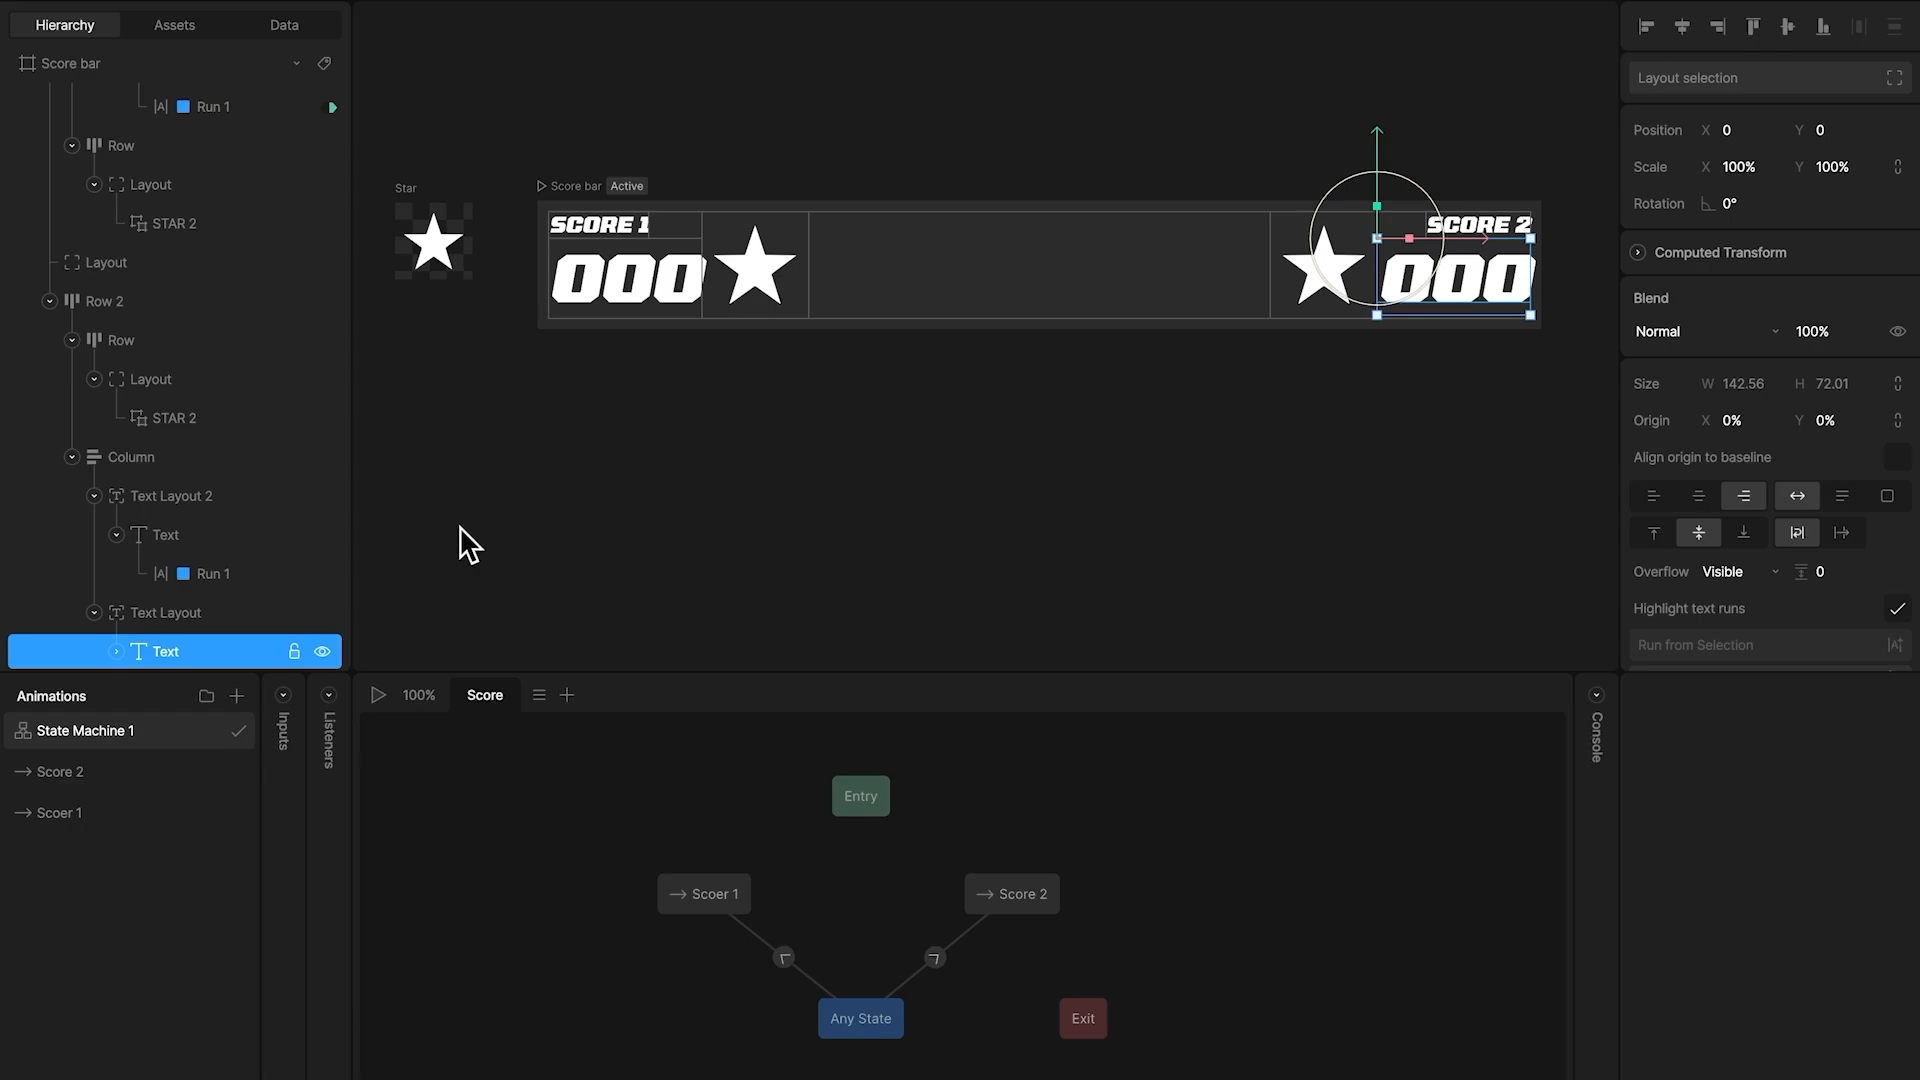 Hierarchy
Assets
Data
Score bar
Run 1
Row
Layout
STAR 2
Layout
Row 2
Row
Layout
STAR 2
Column
Text Layout 2
Text
Run 1
Text Layout
Text
Star
Score bar Active
SCORE 1
000
SCORE 2
000
Layout selection
Position X 0 Y 0
Scale X 100% Y 100%
Rotation 0°
Computed Transform
Blend
Normal 100%
Size W 142.56 H 72.01
Origin X 0% Y 0%
Align origin to baseline
Overflow Visible 0
Highlight text runs
Run from Selection
Animations
State Machine 1
Score 2
Scoer 1
Inputs
Listeners
100%
Score
Entry
Scoer 1
Score 2
Any State
Exit
Console